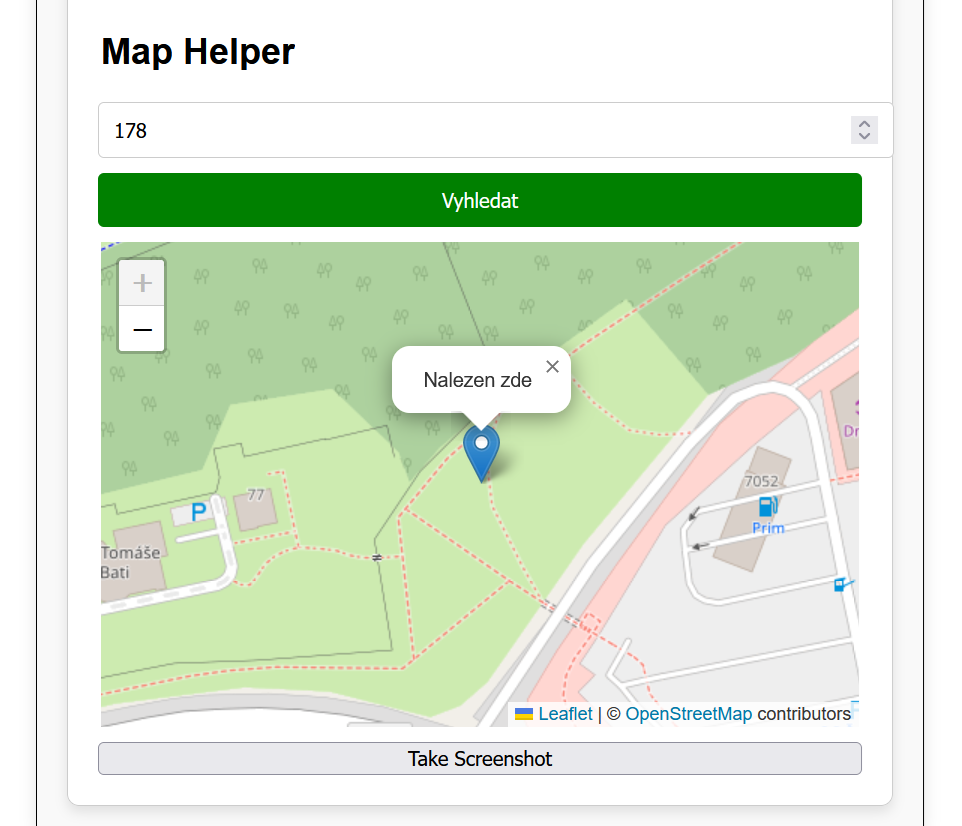 Map Helper
178
Vyhledat
+
−
Nalezen zde ×
77
P
Tomáše
Bati
7052
Prim
Dr
Leaflet | © OpenStreetMap contributors
Take Screenshot